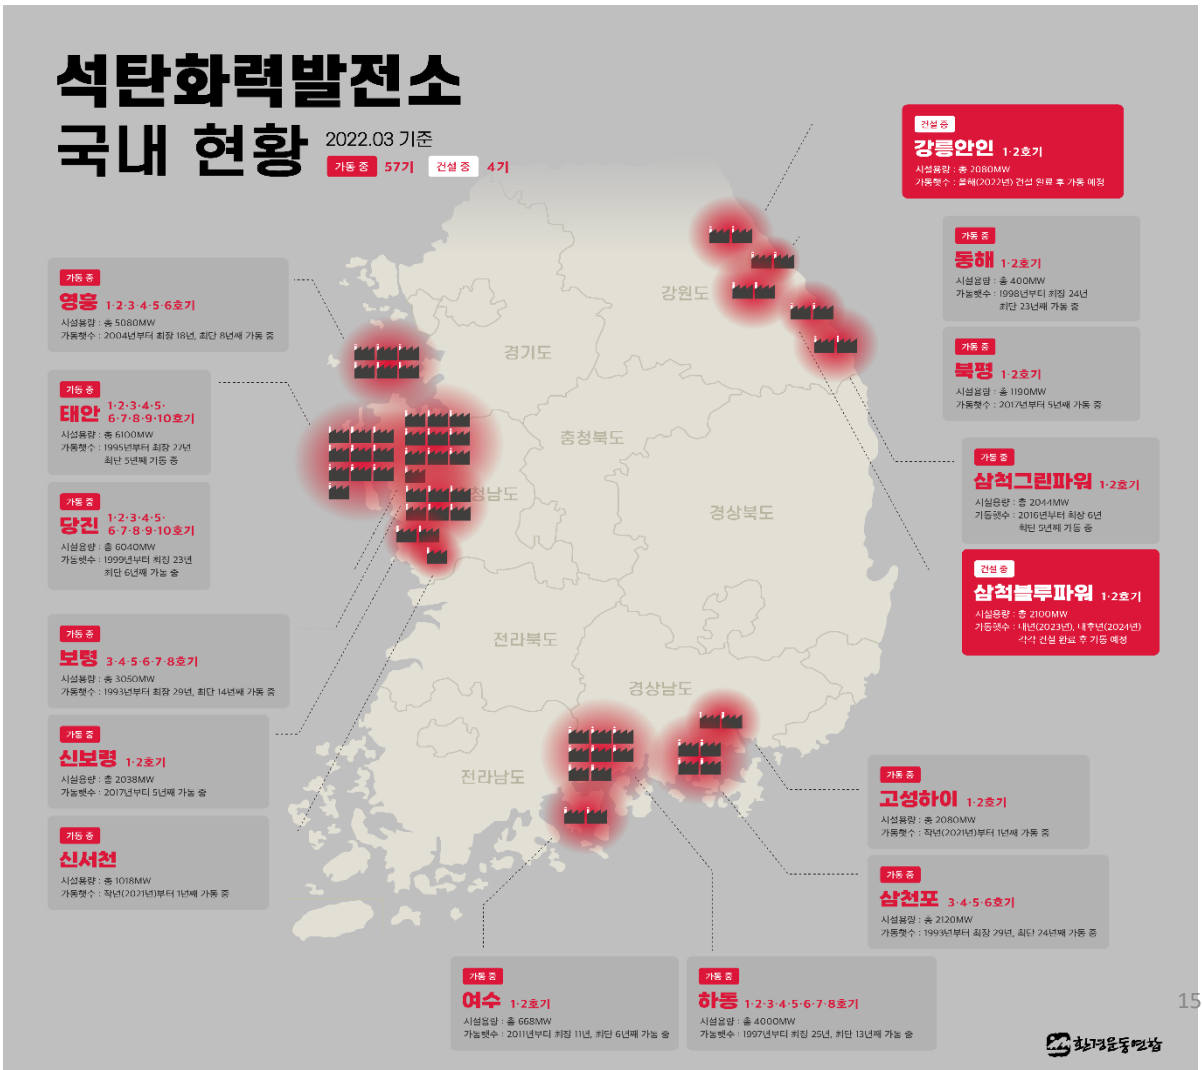 석탄화력발전소
국내 현황 2022.03 기준
가동 중 57기 건설 중 4기
건설 중
강릉안인 1·2호기
시설용량 : 총 2080MW
가동햇수 : 올해(2022년) 건설 완료 후 가동 예정
가동 중
동해 1·2호기
시설용량 : 총 400MW
가동햇수 : 1998년부터 최장 24년
최단 23년째 가동 중
가동 중
북평 1·2호기
시설용량 : 총 1190MW
가동햇수 : 2017년부터 5년째 가동 중
가동 중
삼척그린파워 1·2호기
시설용량 : 총 2044MW
가동햇수 : 2016년부터 최장 6년
최단 5년째 가동 중
건설 중
삼척블루파워 1·2호기
시설용량 : 총 2100MW
가동햇수 : 내년(2023년), 내후년(2024년)
각각 건설 완료 후 가동 예정
가동 중
영흥 1·2·3·4·5·6호기
시설용량 : 총 5080MW
가동햇수 : 2004년부터 최장 18년, 최단 8년째 가동 중
가동 중
태안 1·2·3·4·5·
6·7·8·9·10호기
시설용량 : 총 6100MW
가동햇수 : 1995년부터 최장 27년
최단 5년째 가동 중
가동 중
당진 1·2·3·4·5·
6·7·8·9·10호기
시설용량 : 총 6040MW
가동햇수 : 1999년부터 최장 23년
최단 6년째 가동 중
가동 중
보령 3·4·5·6·7·8호기
시설용량 : 총 3050MW
가동햇수 : 1993년부터 최장 29년, 최단 14년째 가동 중
가동 중
신보령 1·2호기
시설용량 : 총 2038MW
가동햇수 : 2017년부터 5년째 가동 중
가동 중
신서천
시설용량 : 총 1018MW
가동햇수 : 작년(2021년)부터 1년째 가동 중
강원도
경기도
충청북도
청남도
경상북도
전라북도
경상남도
전라남도
가동 중
고성하이 1·2호기
시설용량 : 총 2080MW
가동햇수 : 작년(2021년)부터 1년째 가동 중
가동 중
삼천포 3·4·5·6호기
시설용량 : 총 2120MW
가동햇수 : 1993년부터 최장 29년, 최단 24년째 가동 중
가동 중
여수 1·2호기
시설용량 : 총 668MW
가동햇수 : 2011년부터 최장 11년, 최단 6년째 가동 중
가동 중
하동 1·2·3·4·5·6·7·8호기
시설용량 : 총 4000MW
가동햇수 : 1997년부터 최장 25년, 최단 13년째 가동 중
15
환경운동연합